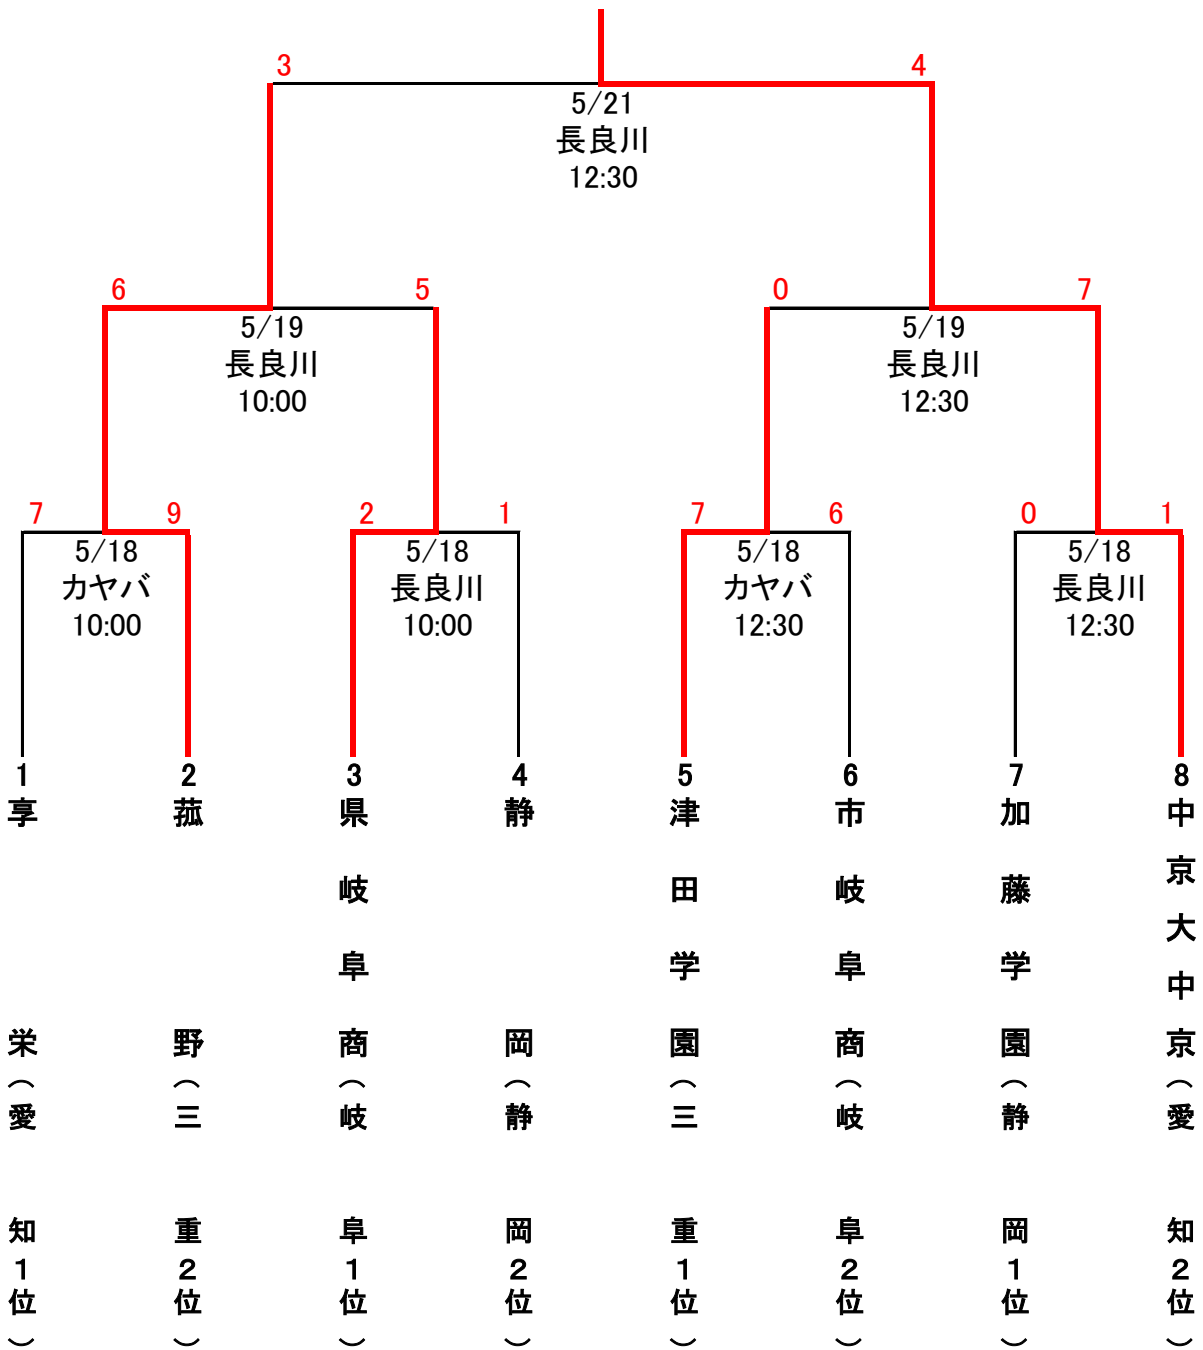 3 4
5/21
長良川
12:30
6 5 0 7
5/19
長良川
10:00
5/19
長良川
12:30
7 9 2 1 7 6 0 1
5/18
カヤバ
10:00
5/18
長良川
10:00
5/18
カヤバ
12:30
5/18
長良川
12:30
1
享栄(愛知1位)
2
菰野(三重2位)
3
県岐阜商(岐阜1位)
4
静岡(静岡2位)
5
津田学園(三重1位)
6
市岐阜商(岐阜2位)
7
加藤学園(静岡1位)
8
中京大中京(愛知2位)